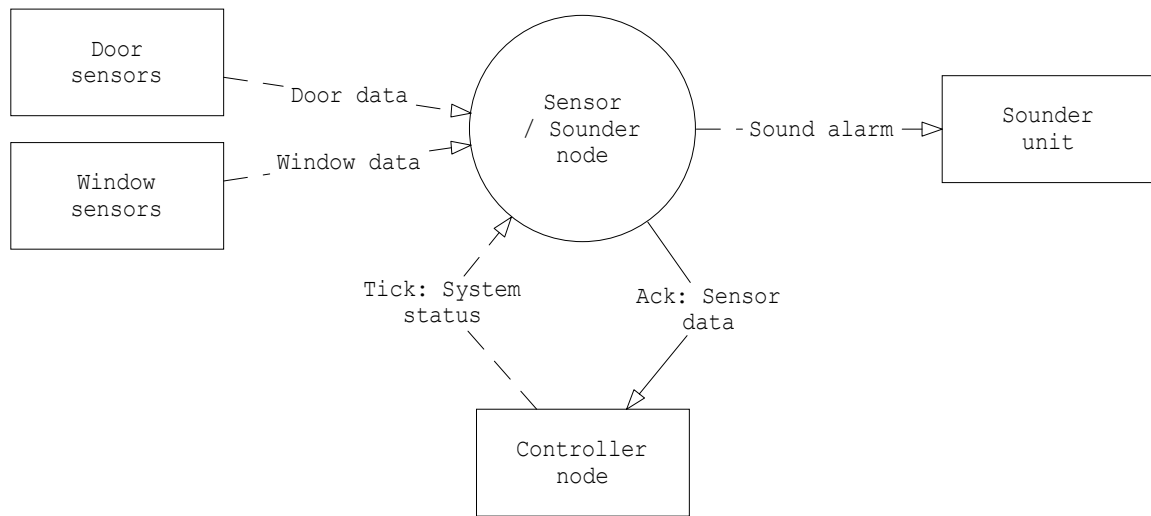 Door
sensors
Door data
Sensor
/ Sounder
node
Sound alarm
Sounder
unit
Window data
Window
sensors
Tick: System
status
Ack: Sensor
data
Controller
node